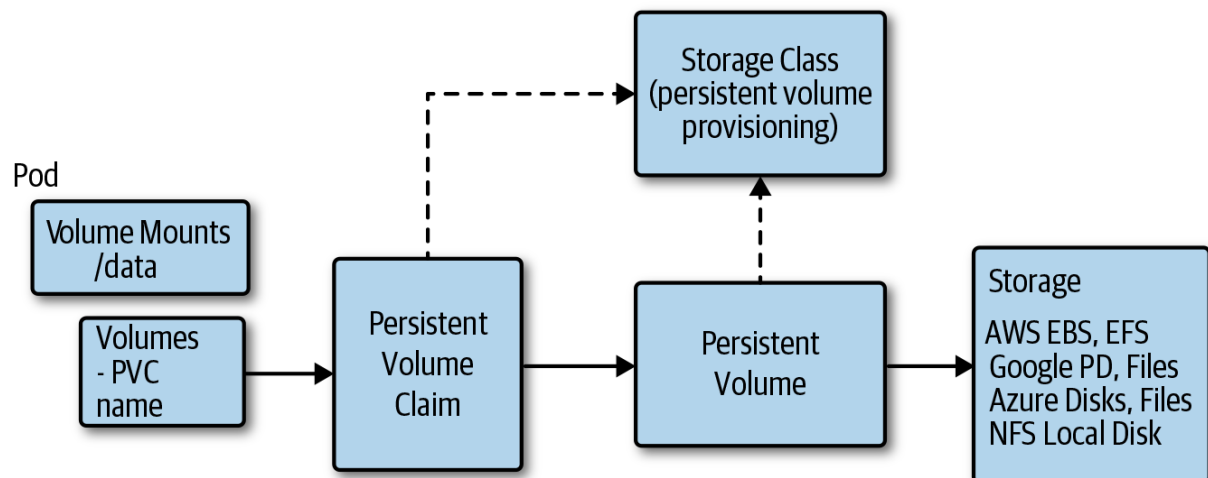 Storage Class
(persistent volume
provisioning)
Pod
Volume Mounts
/data
Volumes
- PVC
name
Persistent
Volume
Claim
Persistent
Volume
Storage
AWS EBS, EFS
Google PD, Files
Azure Disks, Files
NFS Local Disk